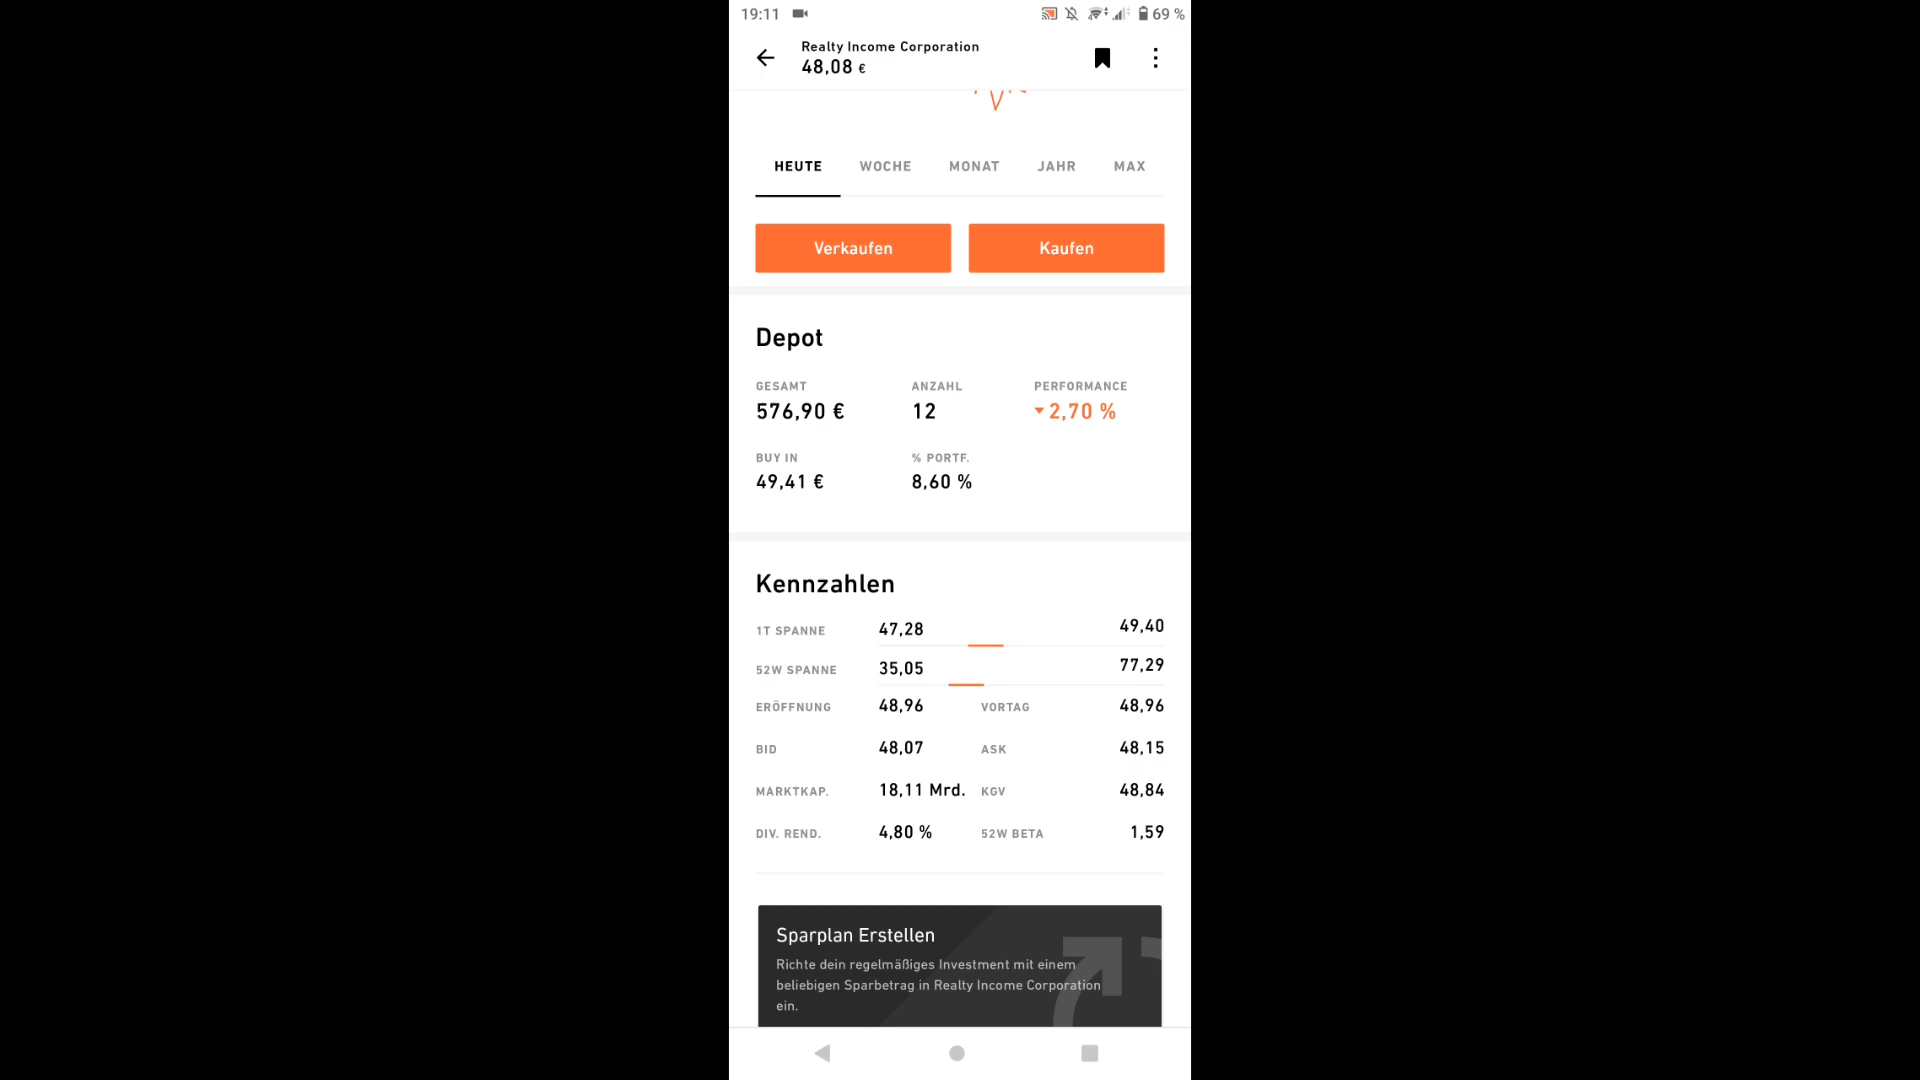 19:11
69 %
Realty Income Corporation
48,08 €
HEUTE WOCHE MONAT JAHR MAX
Verkaufen Kaufen
Depot
GESAMT ANZAHL PERFORMANCE
576,90 € 12 2,70 %
BUY IN % PORTF.
49,41 € 8,60 %
Kennzahlen
1T SPANNE 47,28 49,40
52W SPANNE 35,05 77,29
ERÖFFNUNG 48,96 VORTAG 48,96
BID 48,07 ASK 48,15
MARKTKAP. 18,11 Mrd. KGV 48,84
DIV. REND. 4,80 % 52W BETA 1,59
Sparplan Erstellen
Richte dein regelmäßiges Investment mit einem
beliebigen Sparbetrag in Realty Income Corporation
ein.